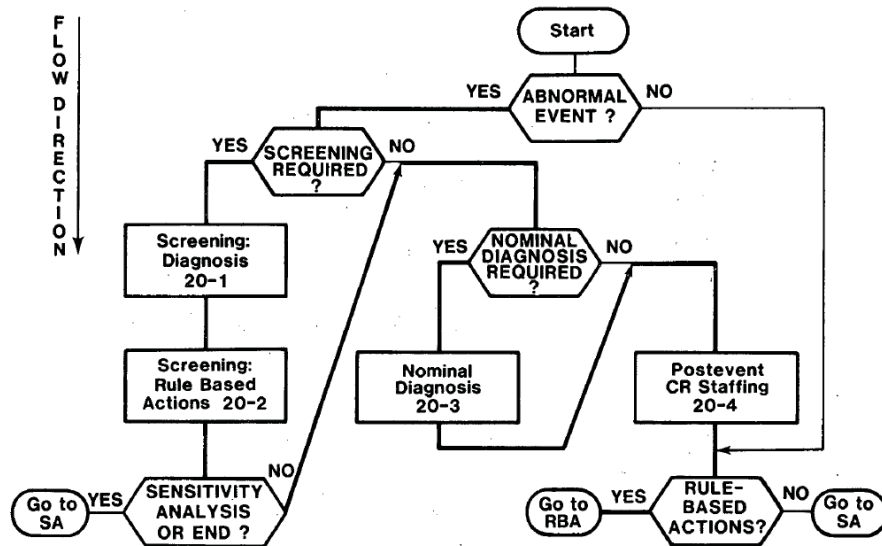 FLOW DIRECTION
Start
ABNORMAL
EVENT ?
YES
NO
SCREENING
REQUIRED
?
YES
NO
Screening:
Diagnosis
20-1
NOMINAL
DIAGNOSIS
REQUIRED
?
YES
NO
Screening:
Rule Based
Actions 20-2
Nominal
Diagnosis
20-3
Postevent
CR Staffing
20-4
Go to
SA
YES
SENSITIVITY
ANALYSIS
OR END ?
NO
Go to
RBA
YES
RULE-
BASED
ACTIONS?
NO
Go to
SA